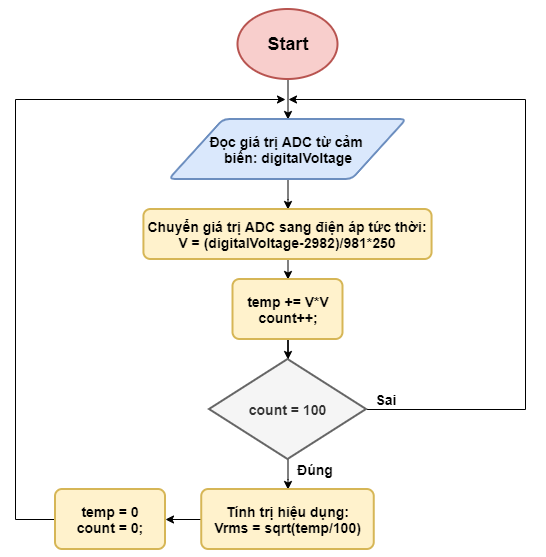 Start
Đọc giá trị ADC từ cảm
biến: digitalVoltage
Chuyển giá trị ADC sang điện áp tức thời:
V = (digitalVoltage-2982)/981*250
temp += V*V
count++;
count = 100
Sai
Đúng
Tính trị hiệu dụng:
Vrms = sqrt(temp/100)
temp = 0
count = 0;